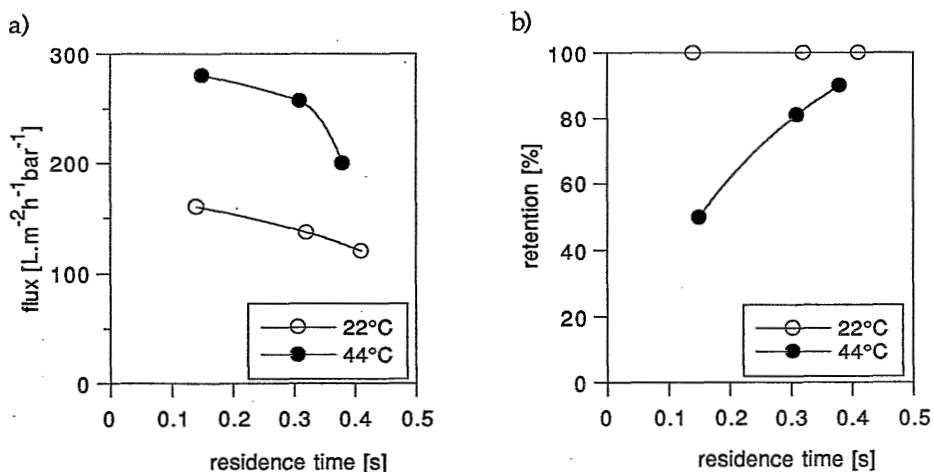 a)
300
200
100
0
flux [L.m-2h-1bar-1]
22°C
44°C
0 0.1 0.2 0.3 0.4 0.5
residence time [s]
b)
100
80
60
40
20
0
retention [%]
22°C
44°C
0 0.1 0.2 0.3 0.4 0.5
residence time [s]